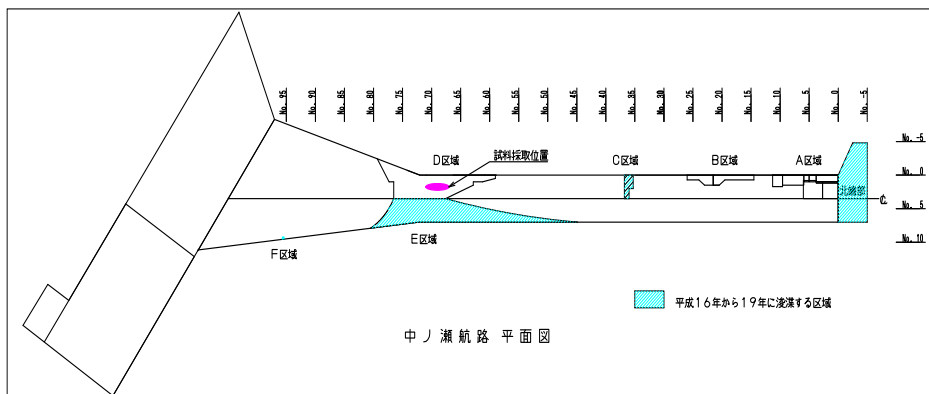 No. 95
No. 90
No. 85
No. 80
No. 75
No. 70
No. 65
No. 60
No. 55
No. 50
No. 45
No. 40
No. 35
No. 30
No. 25
No. 20
No. 15
No. 10
No. 5
No. 0
No. -5
No. -5
D区域
試料採取位置
C区域
B区域
A区域
No. 0
北端部
℄
No. 5
E区域
No. 10
F区域
平成16年から19年に浚渫する区域
中ノ瀬航路 平面図